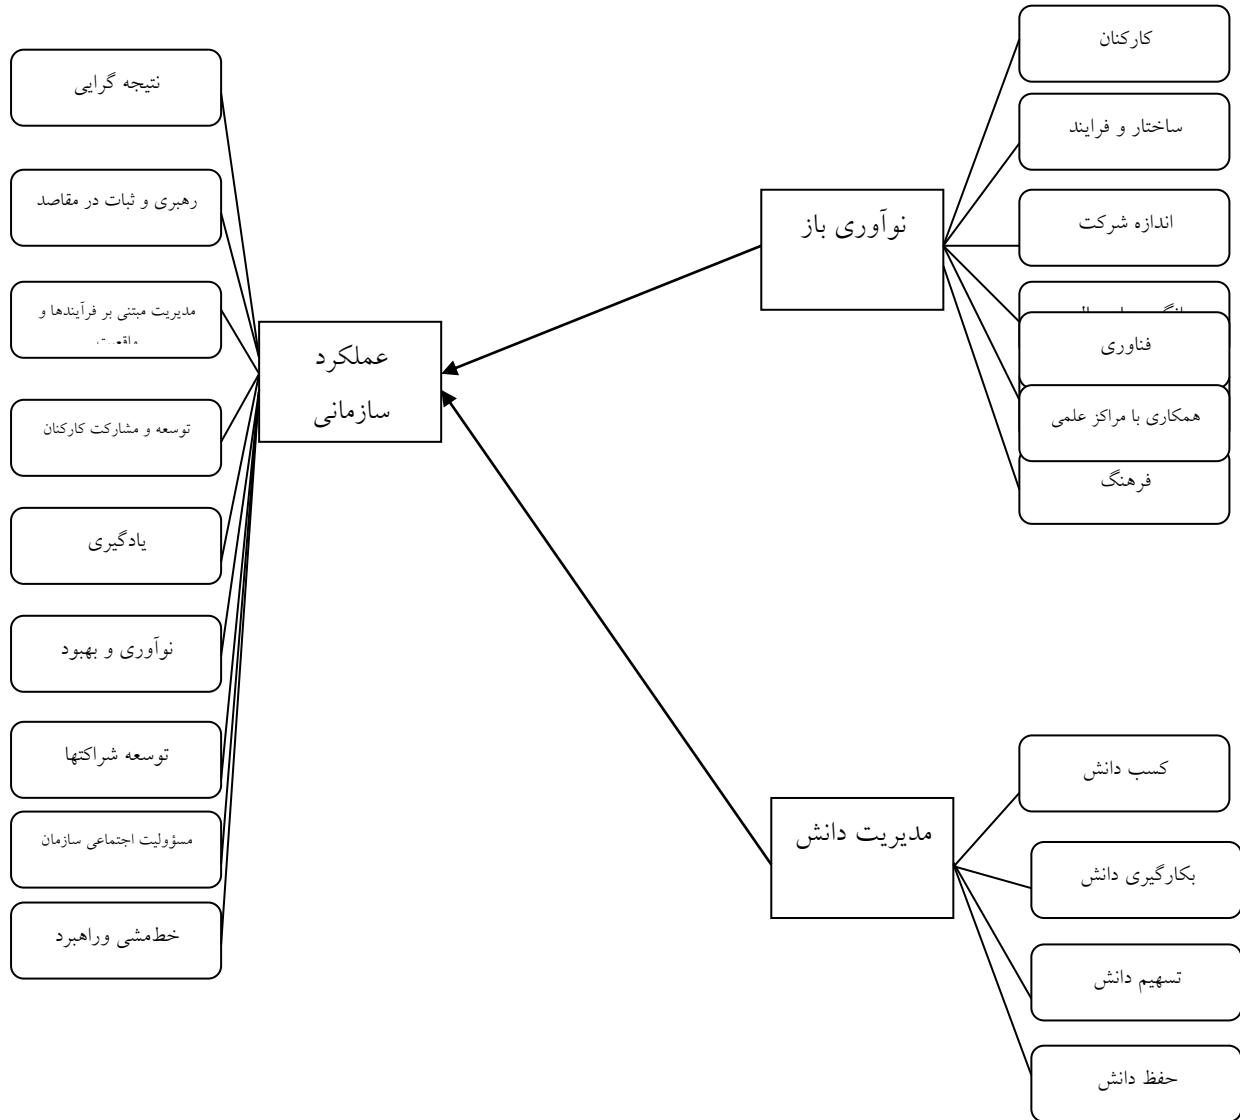 کارکنان
ساختار و فرایند
اندازه شرکت
فناوری
همکاری با مراکز علمی
فرهنگ
نوآوری باز
نتیجه گرایی
رهبری و ثبات در مقاصد
مدیریت مبتنی بر فرآیندها و
توسعه و مشارکت کارکنان
یادگیری
نوآوری و بهبود
توسعه شراکتها
مسؤولیت اجتماعی سازمان
خط‌مشی وراهبرد
عملکرد
سازمانی
مدیریت دانش
کسب دانش
بکارگیری دانش
تسهیم دانش
حفظ دانش